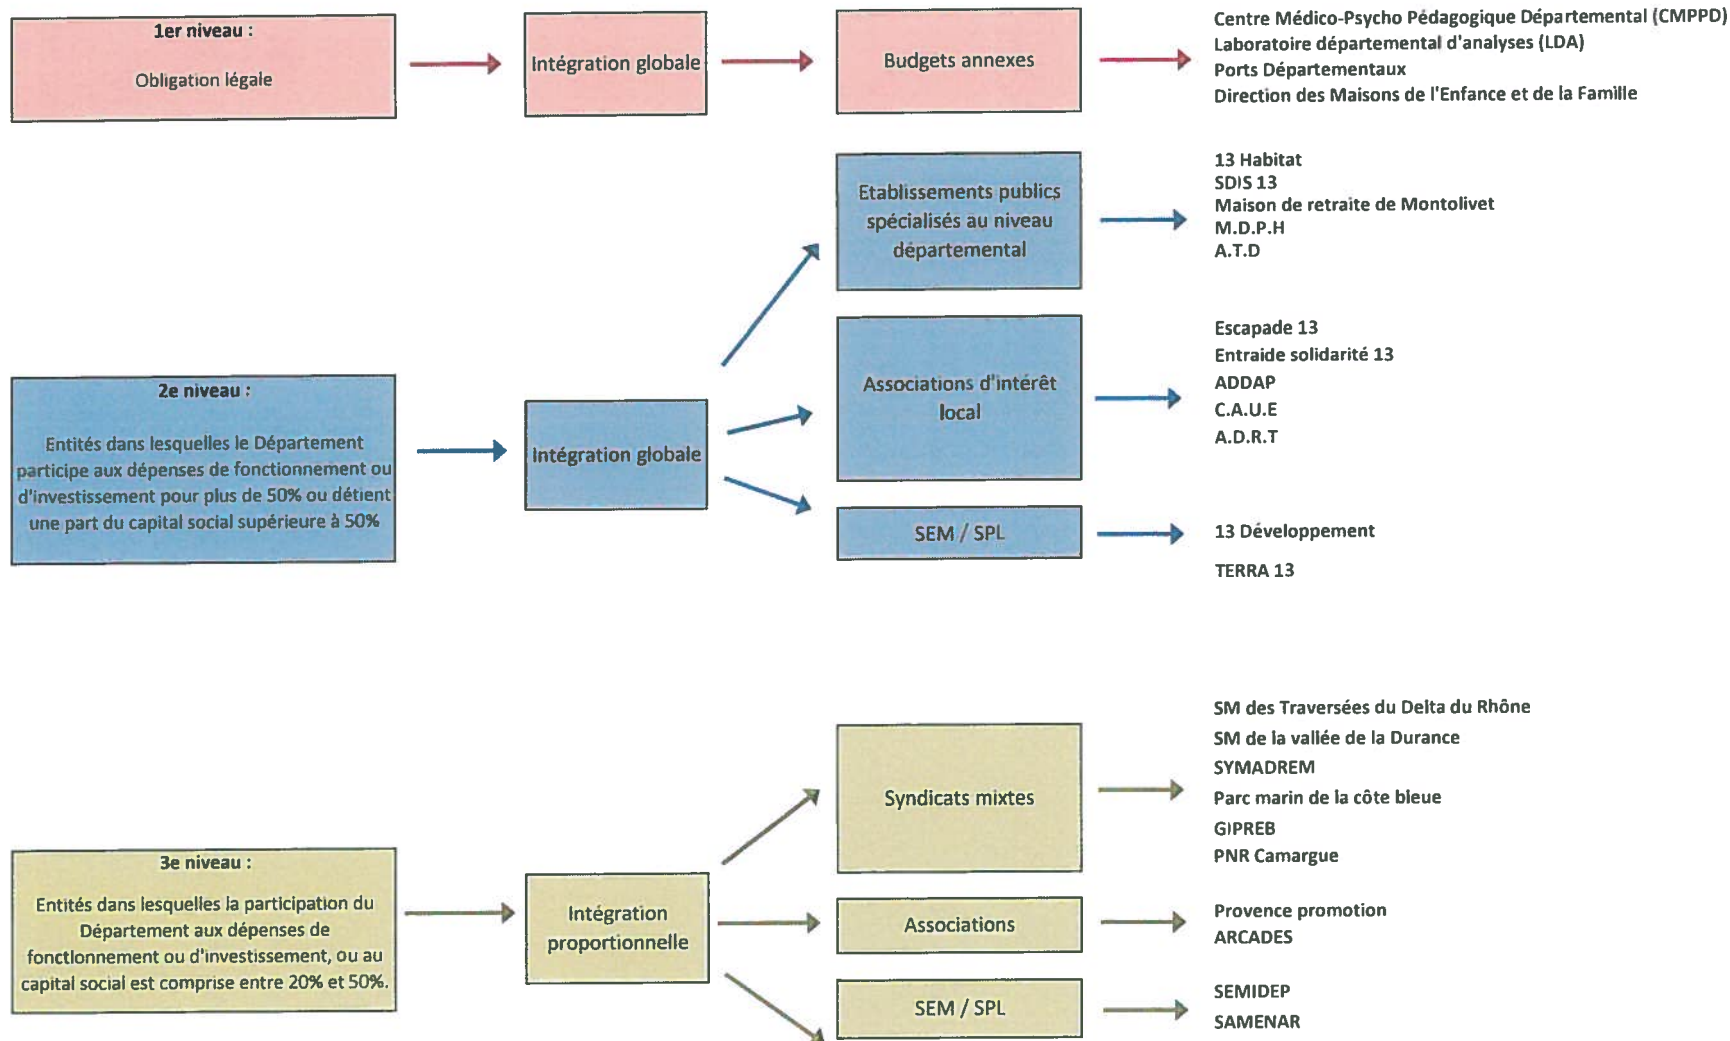 1er niveau :
Obligation légale
Intégration globale
Budgets annexes
Centre Médico-Psycho Pédagogique Départemental (CMPPD)
Laboratoire départemental d'analyses (LDA)
Ports Départementaux
Direction des Maisons de l'Enfance et de la Famille
2e niveau :
Entités dans lesquelles le Département
participe aux dépenses de fonctionnement ou
d'investissement pour plus de 50% ou détient
une part du capital social supérieure à 50%
Intégration globale
Etablissements publics
spécialisés au niveau
départemental
13 Habitat
SDIS 13
Maison de retraite de Montolivet
M.D.P.H
A.T.D
Associations d'intérêt
local
Escapade 13
Entraide solidarité 13
ADDAP
C.A.U.E
A.D.R.T
SEM / SPL
13 Développement
TERRA 13
3e niveau :
Entités dans lesquelles la participation du
Département aux dépenses de
fonctionnement ou d'investissement, ou au
capital social est comprise entre 20% et 50%.
Intégration
proportionnelle
Syndicats mixtes
SM des Traversées du Delta du Rhône
SM de la vallée de la Durance
SYMADREM
Parc marin de la côte bleue
GIPREB
PNR Camargue
Associations
Provence promotion
ARCADES
SEM / SPL
SEMIDEP
SAMENAR